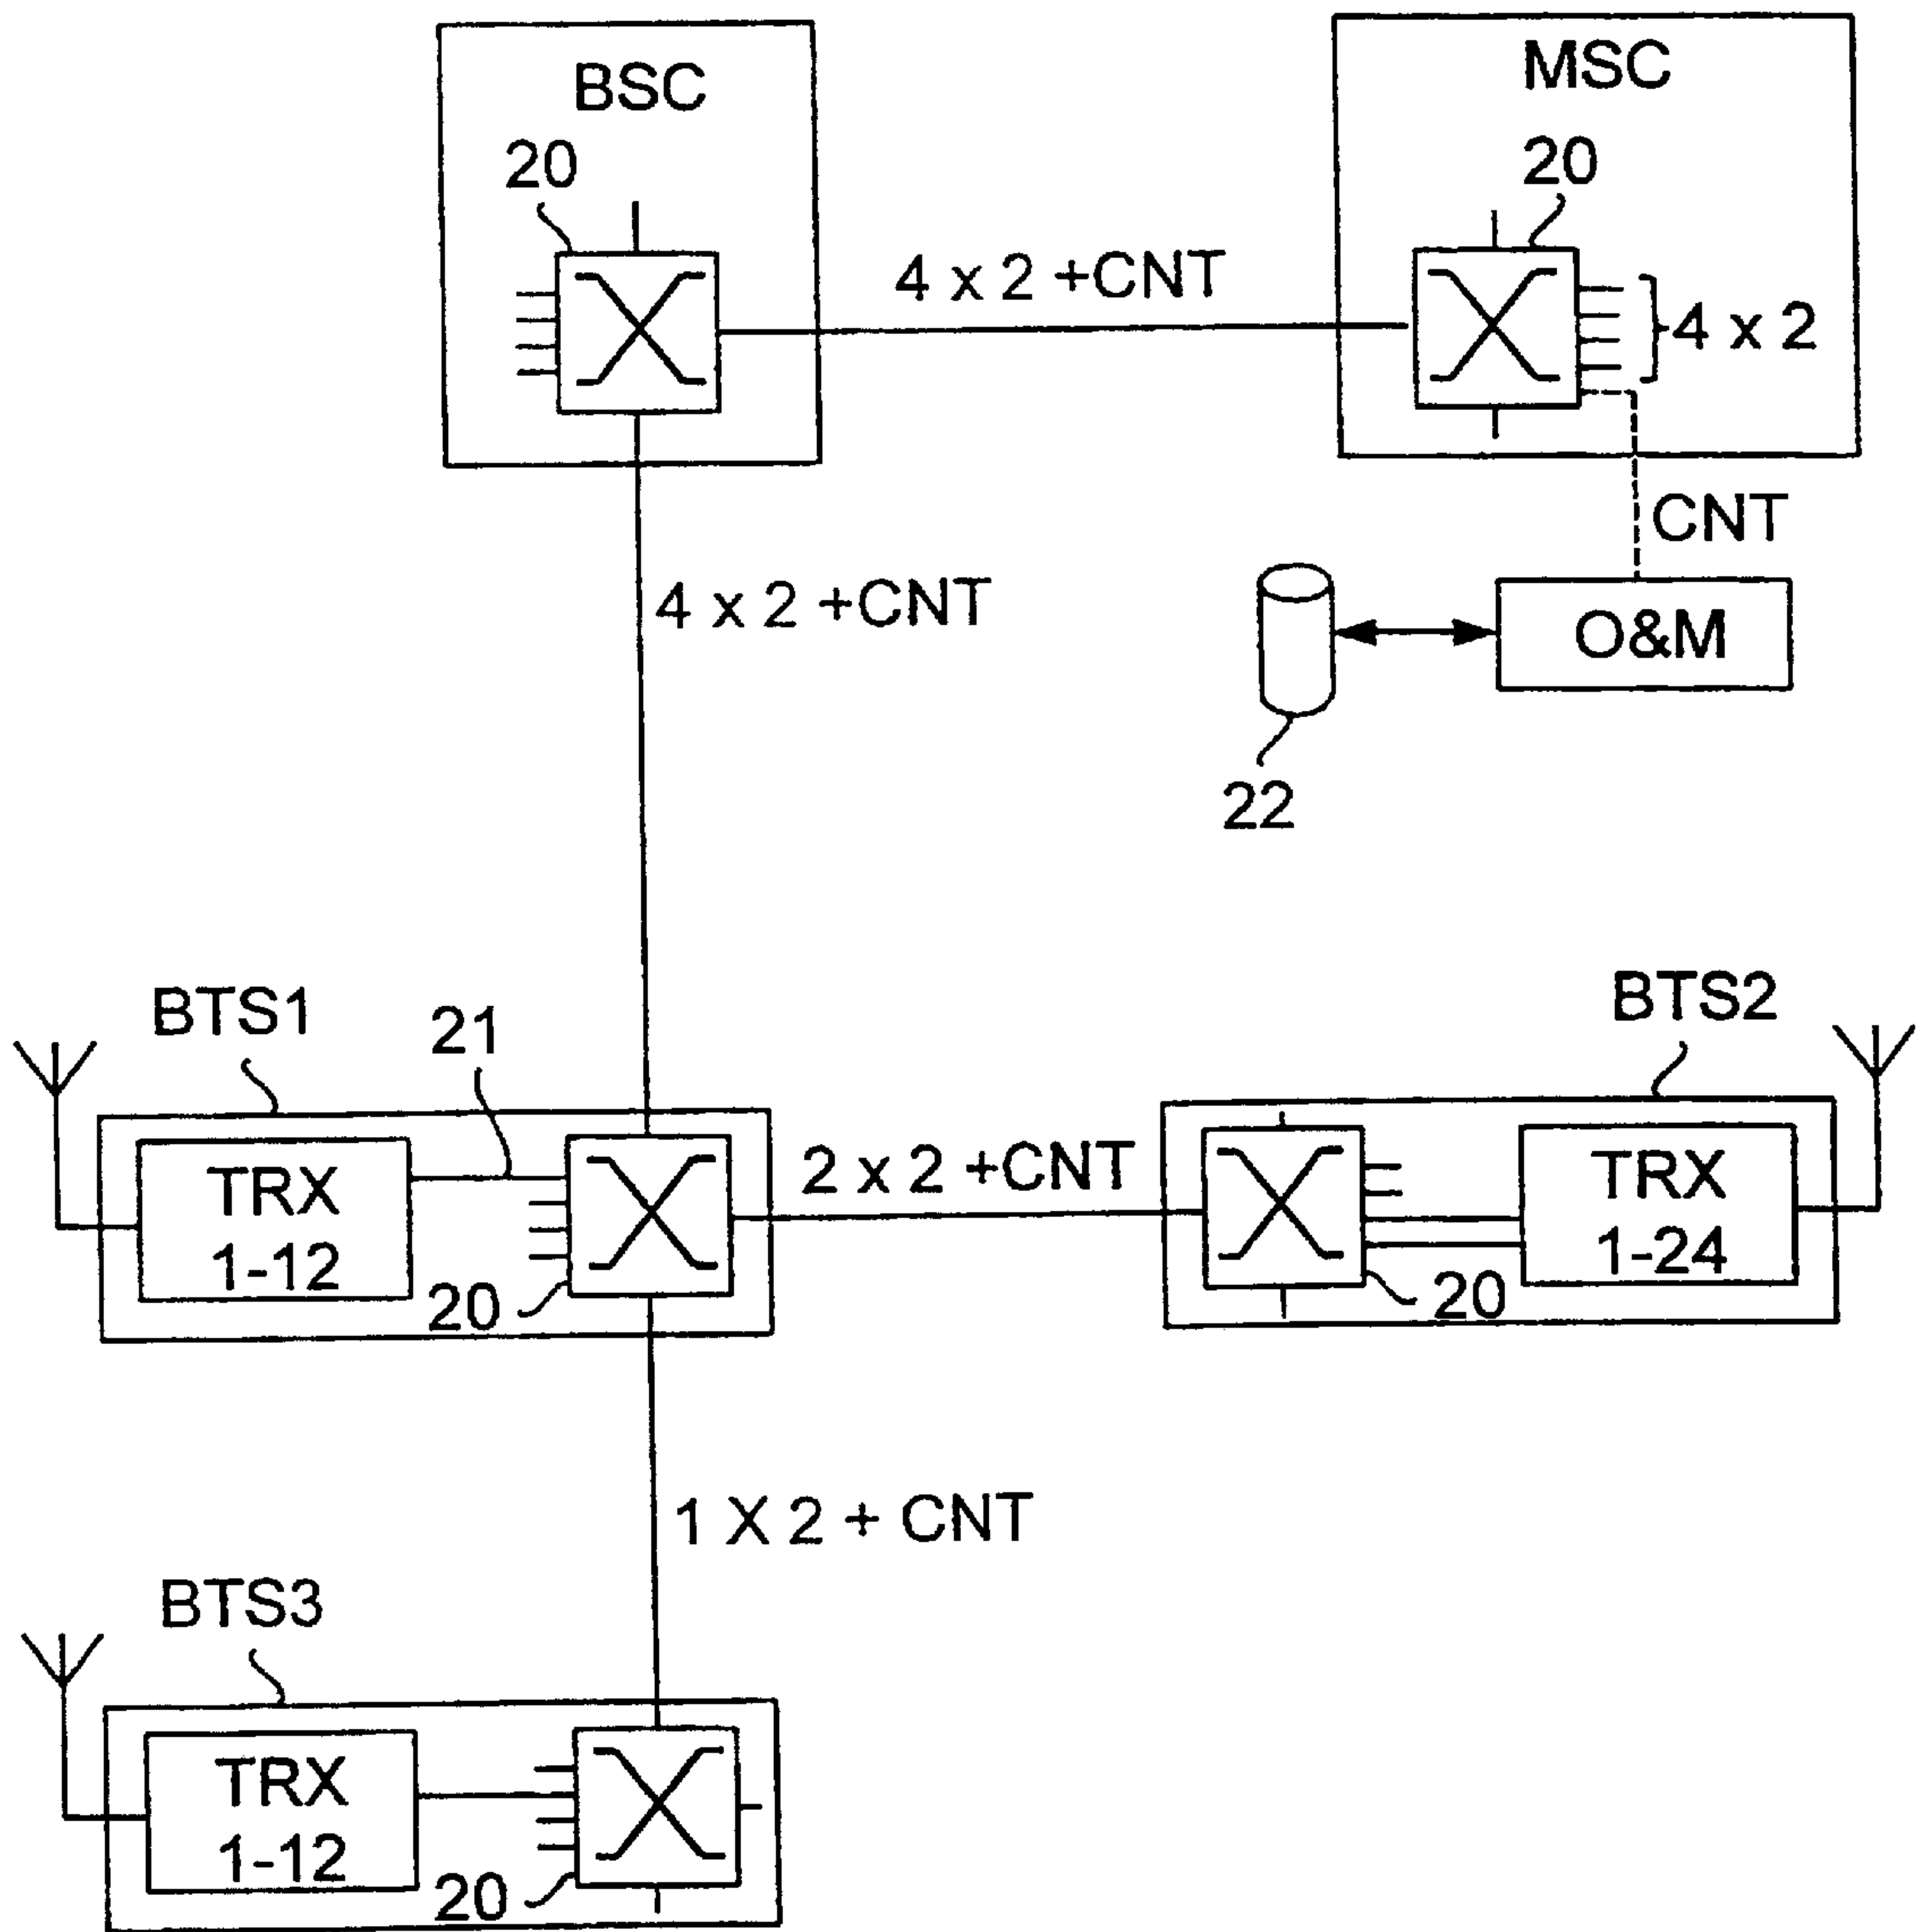 BSC
MSC
20
20
4 x 2 +CNT
4 x 2
CNT
4 x 2 +CNT
O&M
22
BTS1
21
BTS2
TRX
1-12
20
2 x 2 +CNT
TRX
1-24
20
1 X 2 + CNT
BTS3
TRX
1-12
20